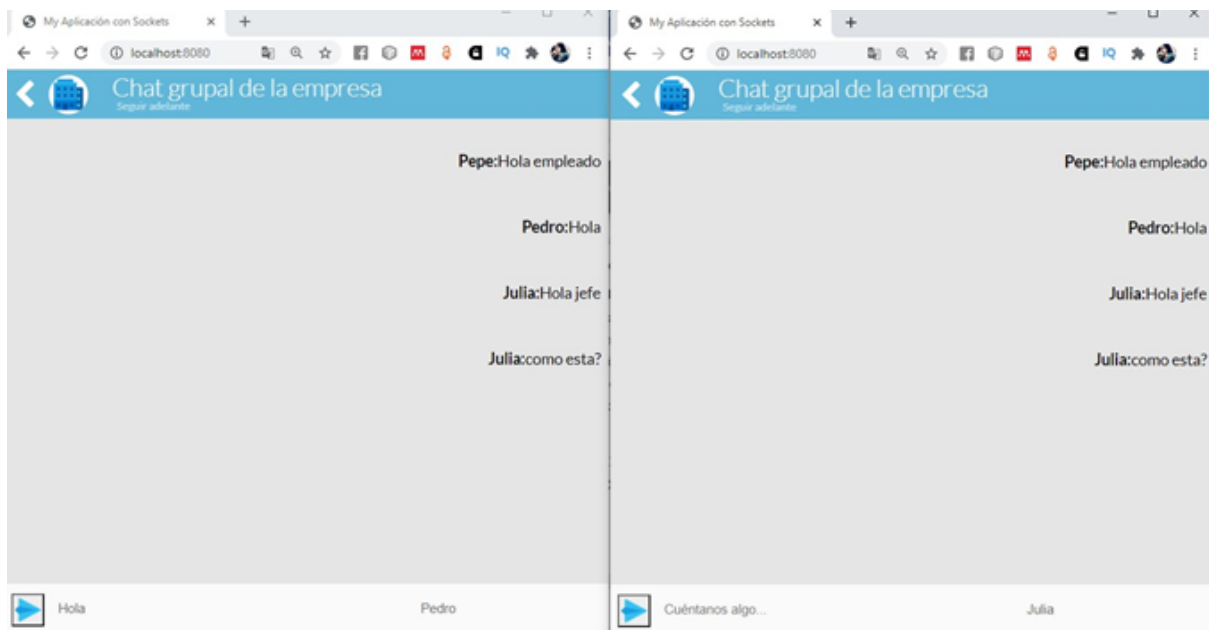 My Aplicación con Sockets
localhost:8080
IQ
Chat grupal de la empresa
Seguir adelante
Pepe:Hola empleado
Pedro:Hola
Julia:Hola jefe
Julia:como esta?
Hola
Pedro
My Aplicación con Sockets
localhost:8080
IQ
Chat grupal de la empresa
Seguir adelante
Pepe:Hola empleado
Pedro:Hola
Julia:Hola jefe
Julia:como esta?
Cuéntanos algo...
Julia